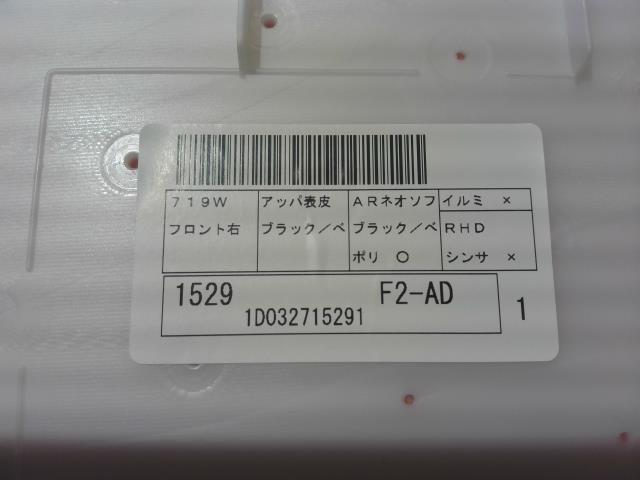 719W アッパ表皮 ARネオソフ イルミ ×
フロント右 ブラック/ベ ブラック/ベ RHD
ポリ ○ シンサ ×
1529 F2-AD
1D032715291 1